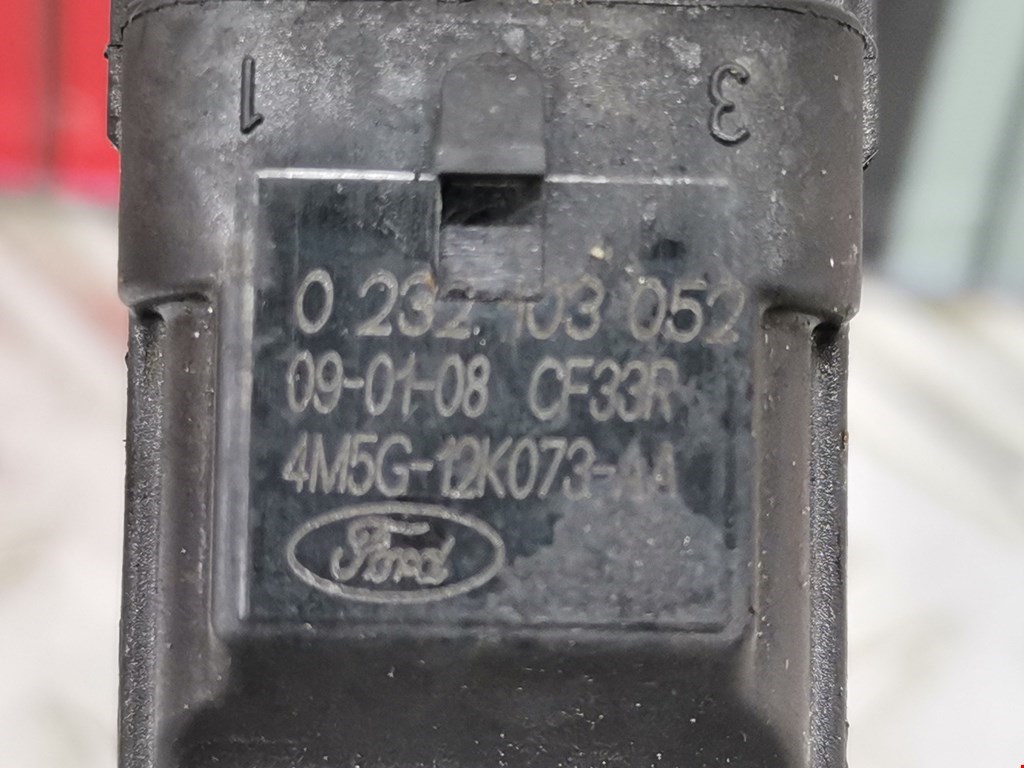 1 3
0 232 103 052
09-01-08 CF33R
4M5G-12K073-AA
Ford